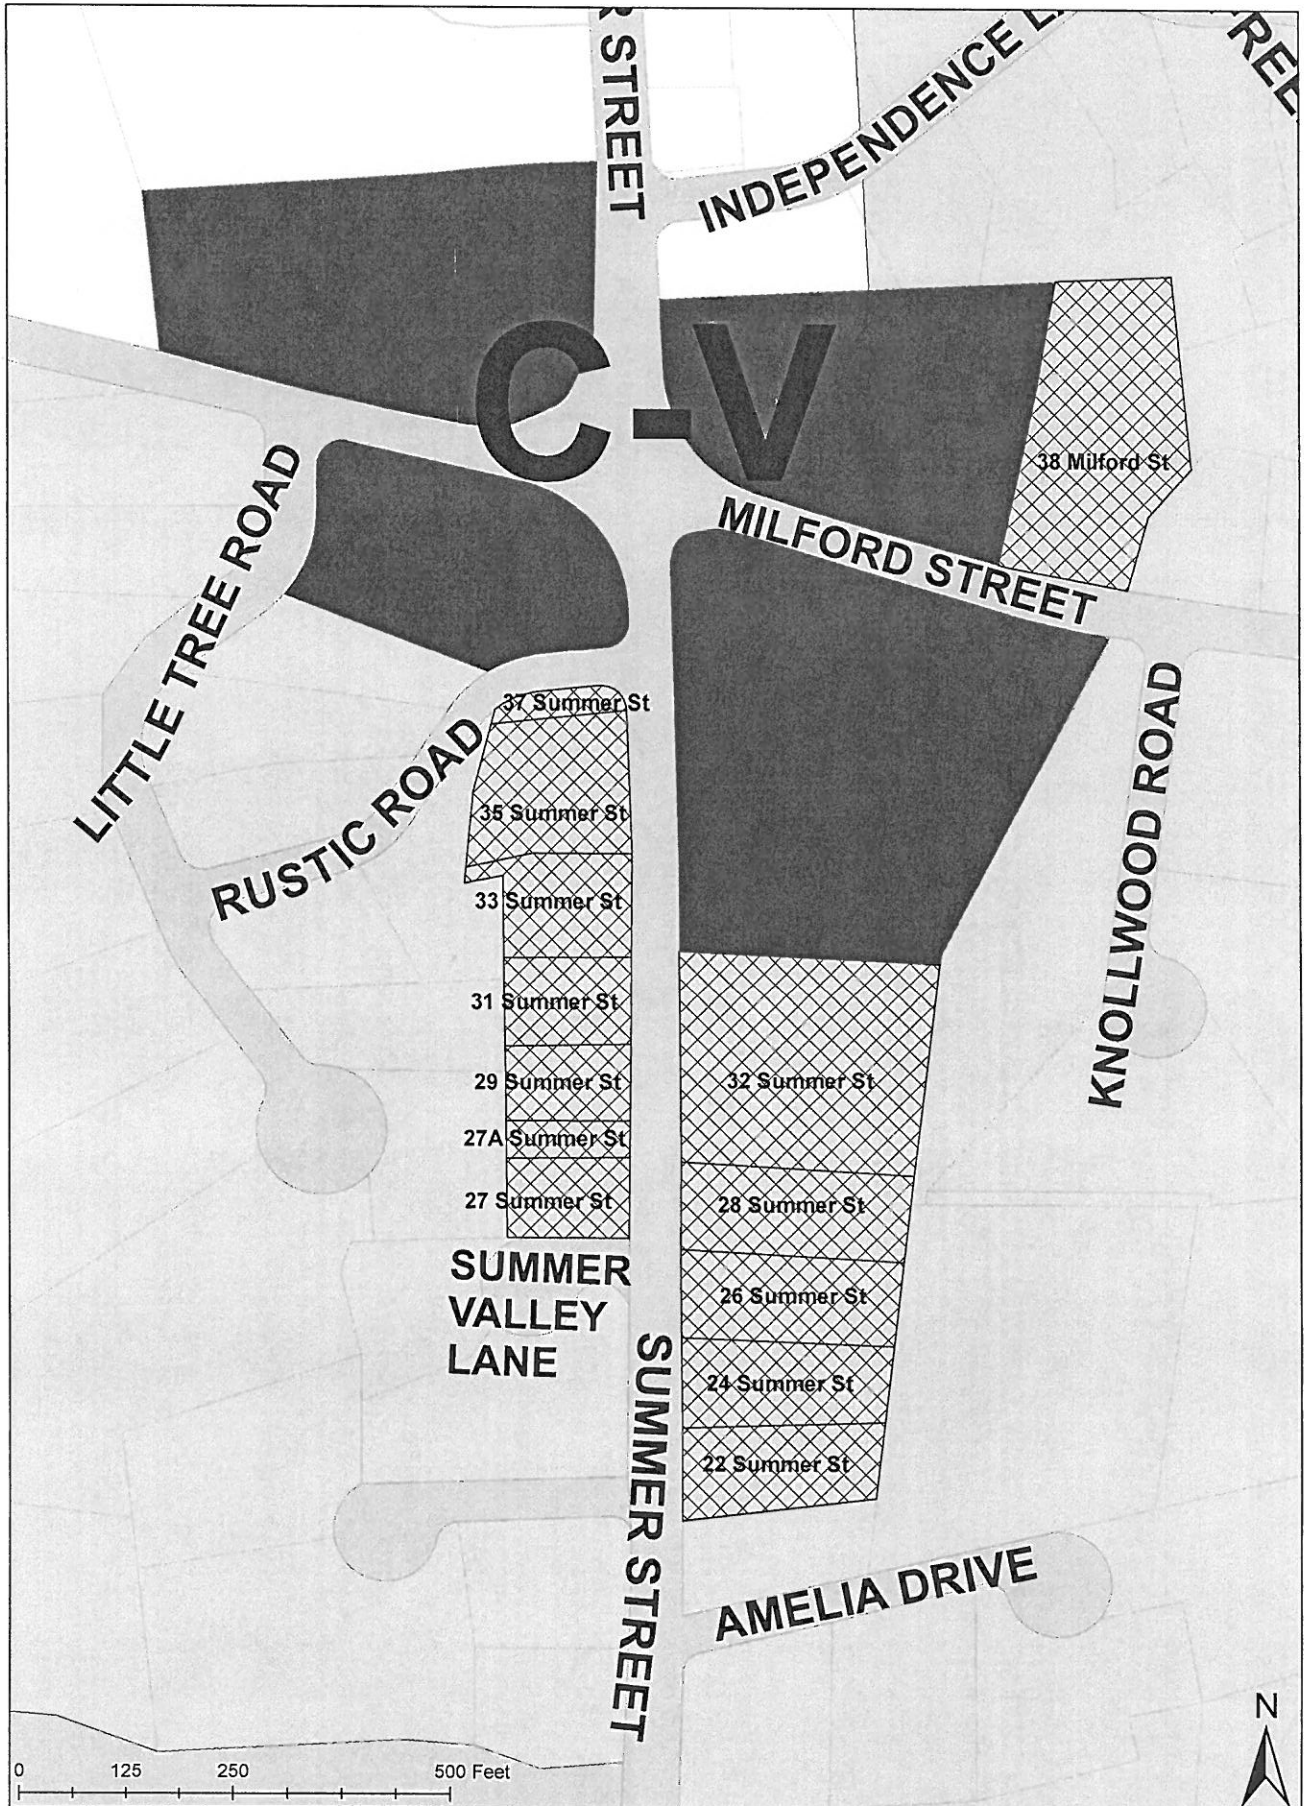 R STREET
INDEPENDENCE L
REE
C-V
38 Milford St
MILFORD STREET
LITTLE TREE ROAD
37 Summer St
RUSTIC ROAD
KNOLLWOOD ROAD
35 Summer St
33 Summer St
31 Summer St
29 Summer St
32 Summer St
27A Summer St
27 Summer St
28 Summer St
SUMMER
VALLEY
LANE
26 Summer St
24 Summer St
22 Summer St
SUMMER STREET
AMELIA DRIVE
N
0 125 250 500 Feet